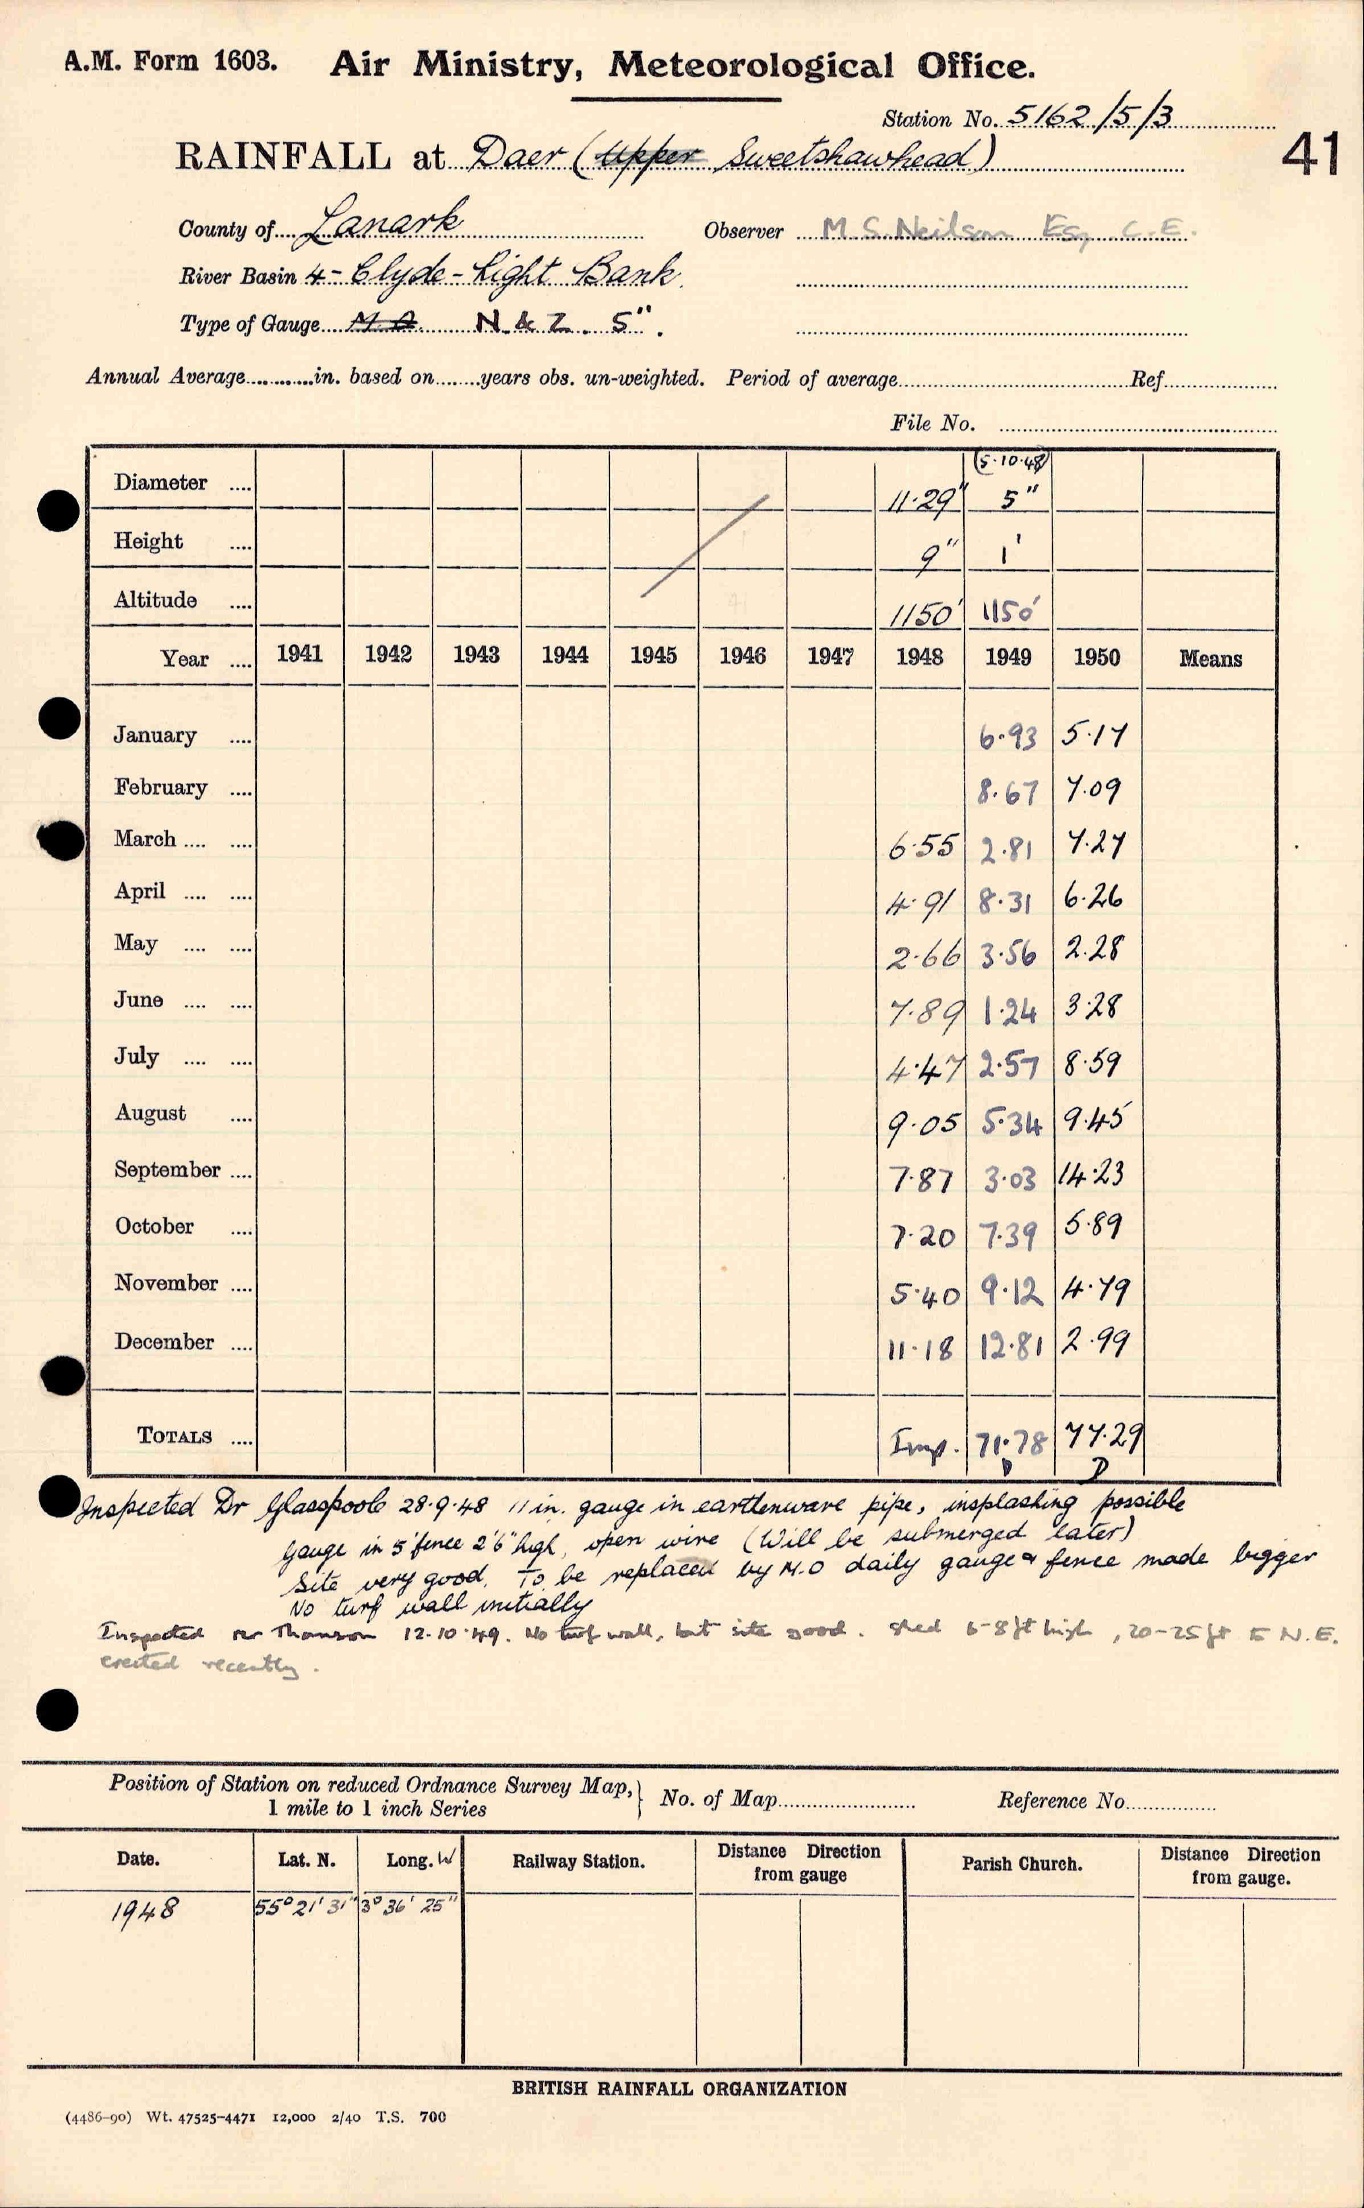 A.M. Form 1603. Air Ministry, Meteorological Office.
Station No. 5162/5/3
41
RAINFALL at Daer (Upper Sweetshawhead)
County of Lanark Observer M. S. Neilson Esq. C.E.
River Basin 4 - Clyde - Right Bank
Type of Gauge M.O. N & Z. 5".
Annual Average............in. based on........years obs. un-weighted. Period of average............ Ref............
File No. ............
(5.10.48)
Diameter .... 11.29" 5"
Height .... 9" 1'
Altitude .... 1150' 1150'
Year .... 1941 1942 1943 1944 1945 1946 1947 1948 1949 1950 Means
January .... 6.93 5.17
February .... 8.67 7.09
March .... .... 6.55 2.81 7.27
April .... .... 4.91 8.31 6.26
May .... .... 2.66 3.56 2.28
June .... .... 7.89 1.24 3.28
July .... .... 4.47 2.57 8.59
August .... 9.05 5.34 9.45
September .... 7.87 3.03 14.23
October .... 7.20 7.39 5.89
November .... 5.40 9.12 4.79
December .... 11.18 12.81 2.99
TOTALS .... Imp. 71.78 77.29
D D
Inspected Dr Glasspoole 28.9.48 11 in. gauge in earthenware pipe, insplashing possible
Gauge in 5' fence 2'6" high, open wire (Will be submerged later)
Site very good. To be replaced by M.O daily gauge & fence made bigger
No turf wall initially
Inspected Mr Thomson 12.10.49. No turf wall, but site good. Shed 6-8ft high, 20-25ft to N.E.
erected recently.
Position of Station on reduced Ordnance Survey Map, 1 mile to 1 inch Series } No. of Map............ Reference No............
Date. Lat. N. Long. W Railway Station. Distance Direction from gauge Parish Church. Distance Direction from gauge.
1948 55° 21' 31" 3° 36' 25"
BRITISH RAINFALL ORGANIZATION
(4486-90) Wt. 47525-4471 12,000 2/40 T.S. 700